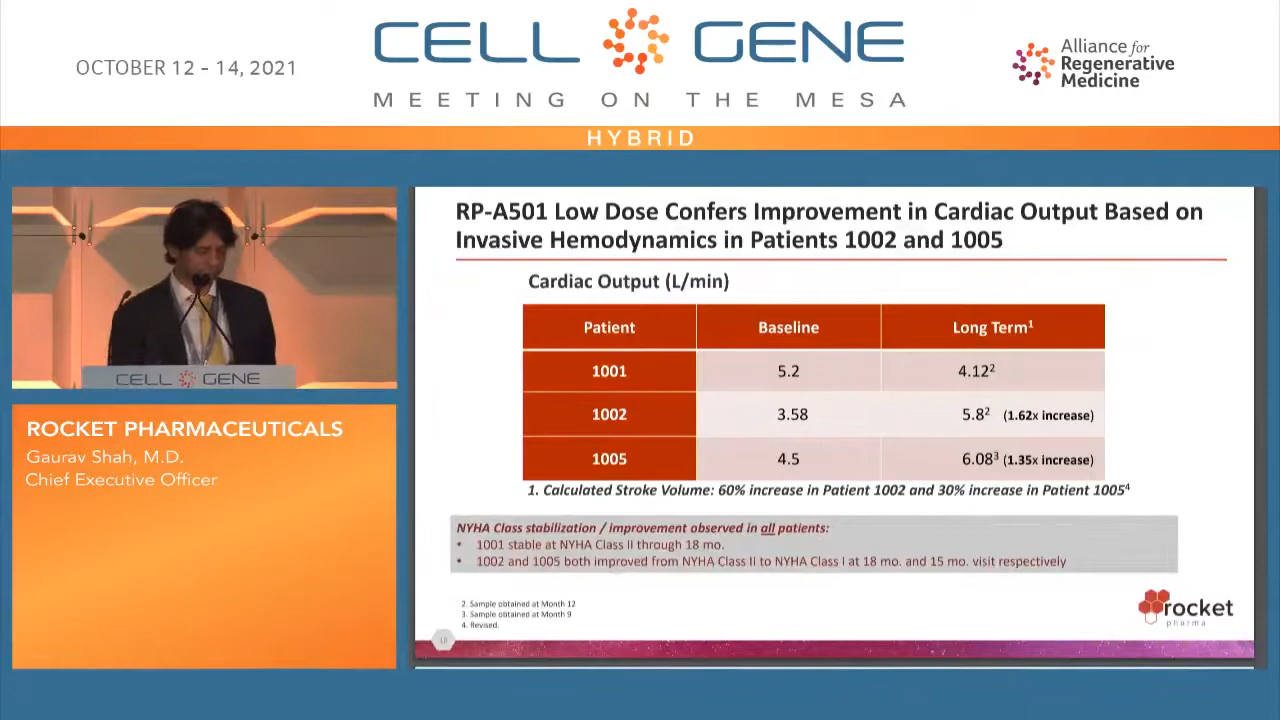 OCTOBER 12 - 14, 2021
CELL GENE
MEETING ON THE MESA
Alliance for
Regenerative
Medicine
HYBRID
CELL GENE
ROCKET PHARMACEUTICALS
Gaurav Shah, M.D.
Chief Executive Officer
RP-A501 Low Dose Confers Improvement in Cardiac Output Based on
Invasive Hemodynamics in Patients 1002 and 1005
Cardiac Output (L/min)
Patient Baseline Long Term¹
1001 5.2 4.12²
1002 3.58 5.8² (1.62x increase)
1005 4.5 6.08³ (1.35x increase)
1. Calculated Stroke Volume: 60% increase in Patient 1002 and 30% increase in Patient 1005⁴
NYHA Class stabilization / improvement observed in all patients:
• 1001 stable at NYHA Class II through 18 mo.
• 1002 and 1005 both improved from NYHA Class II to NYHA Class I at 18 mo. and 15 mo. visit respectively
2. Sample obtained at Month 12
3. Sample obtained at Month 9
4. Revised.
rocket
pharma